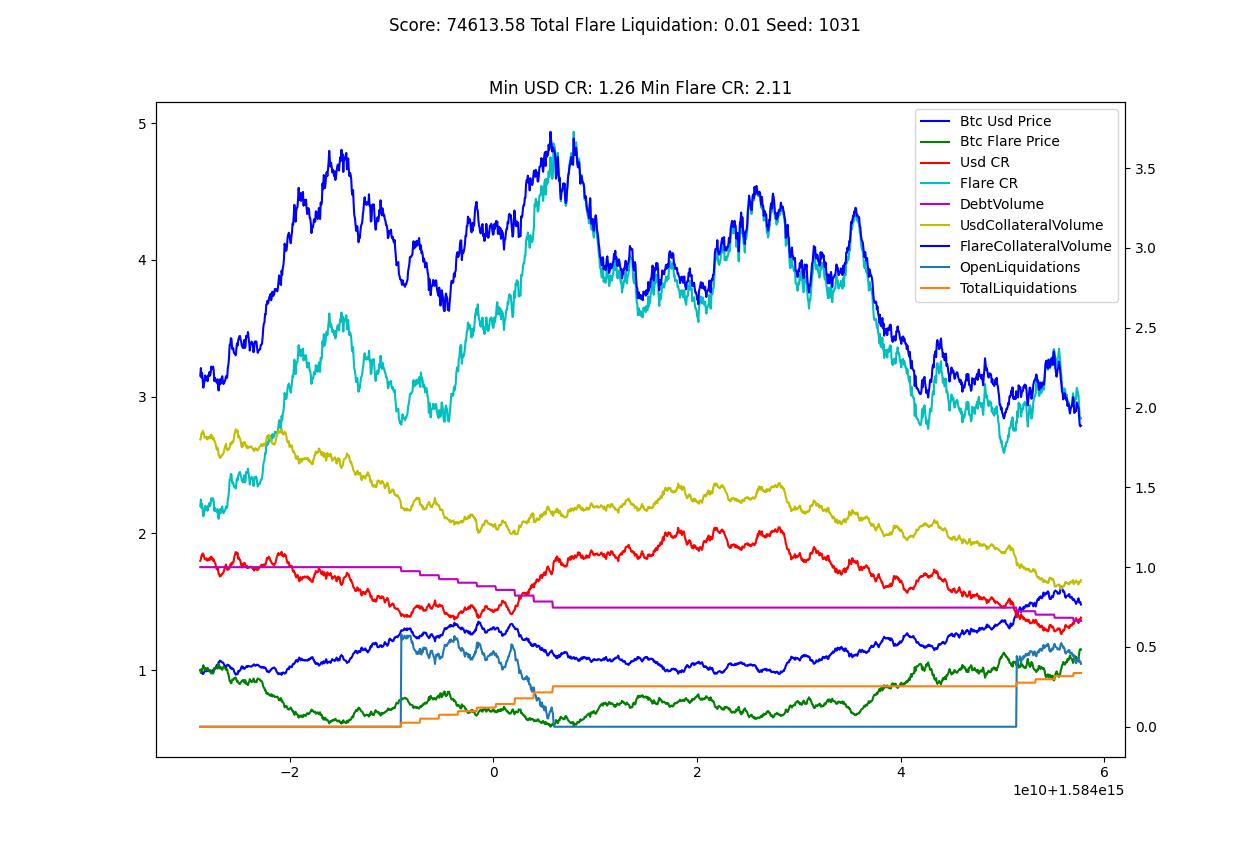 Score: 74613.58 Total Flare Liquidation: 0.01 Seed: 1031
Min USD CR: 1.26 Min Flare CR: 2.11
Btc Usd Price
Btc Flare Price
Usd CR
Flare CR
DebtVolume
UsdCollateralVolume
FlareCollateralVolume
OpenLiquidations
TotalLiquidations
5
4
3
2
1
3.5
3.0
2.5
2.0
1.5
1.0
0.5
0.0
−2
0
2
4
6
1e10+1.584e15